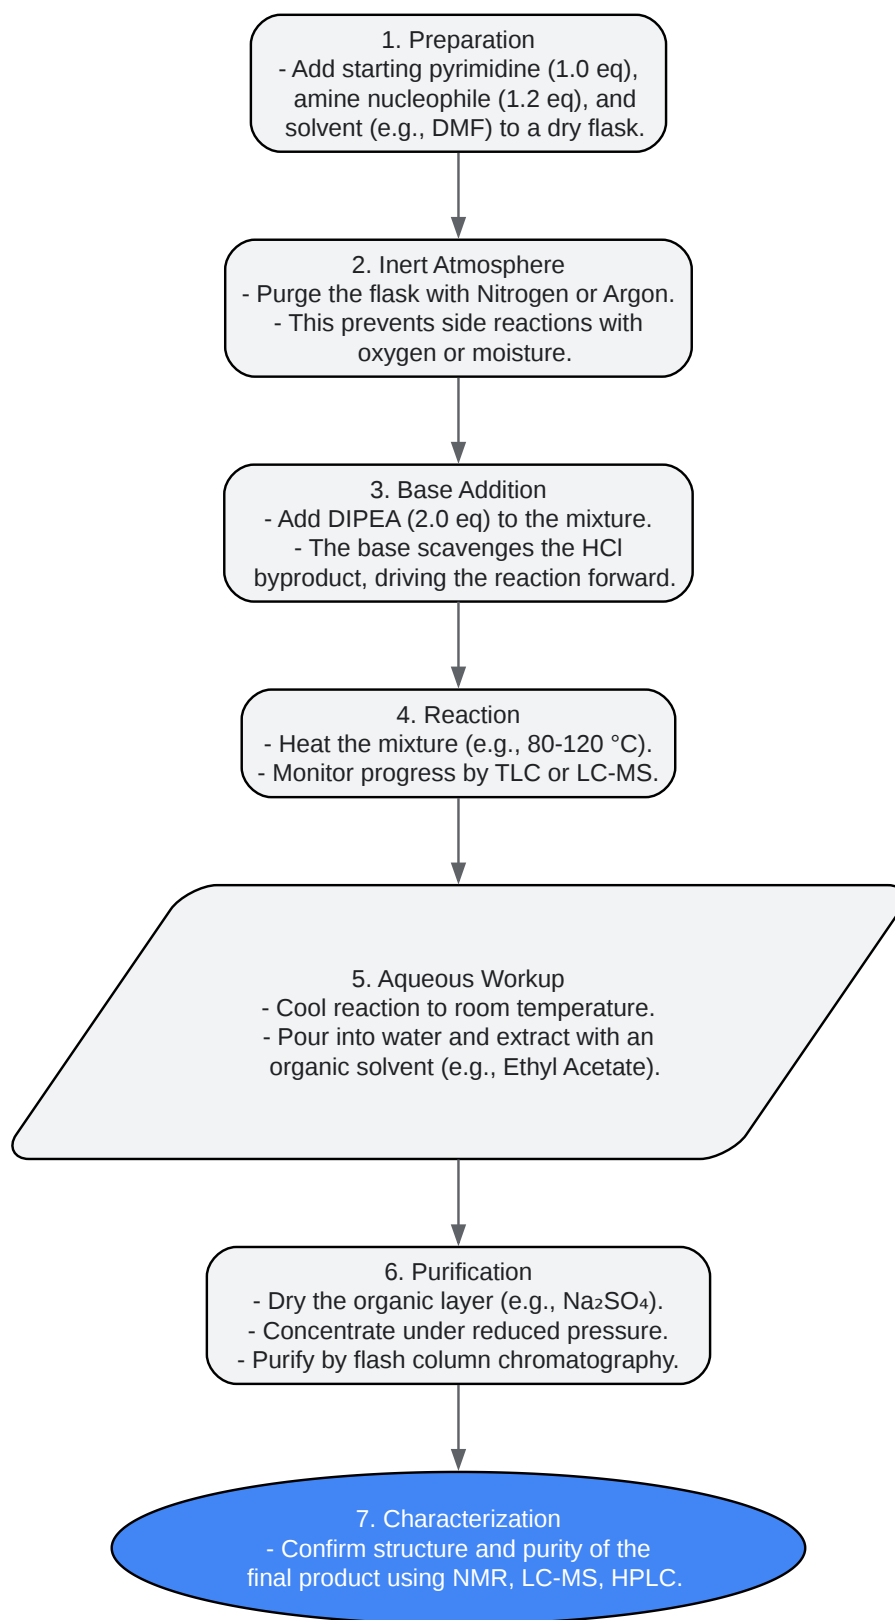 1. Preparation
- Add starting pyrimidine (1.0 eq),
amine nucleophile (1.2 eq), and
solvent (e.g., DMF) to a dry flask.
2. Inert Atmosphere
- Purge the flask with Nitrogen or Argon.
- This prevents side reactions with
oxygen or moisture.
3. Base Addition
- Add DIPEA (2.0 eq) to the mixture.
- The base scavenges the HCl
byproduct, driving the reaction forward.
4. Reaction
- Heat the mixture (e.g., 80-120 °C).
- Monitor progress by TLC or LC-MS.
5. Aqueous Workup
- Cool reaction to room temperature.
- Pour into water and extract with an
organic solvent (e.g., Ethyl Acetate).
6. Purification
- Dry the organic layer (e.g., Na₂SO₄).
- Concentrate under reduced pressure.
- Purify by flash column chromatography.
7. Characterization
- Confirm structure and purity of the
final product using NMR, LC-MS, HPLC.